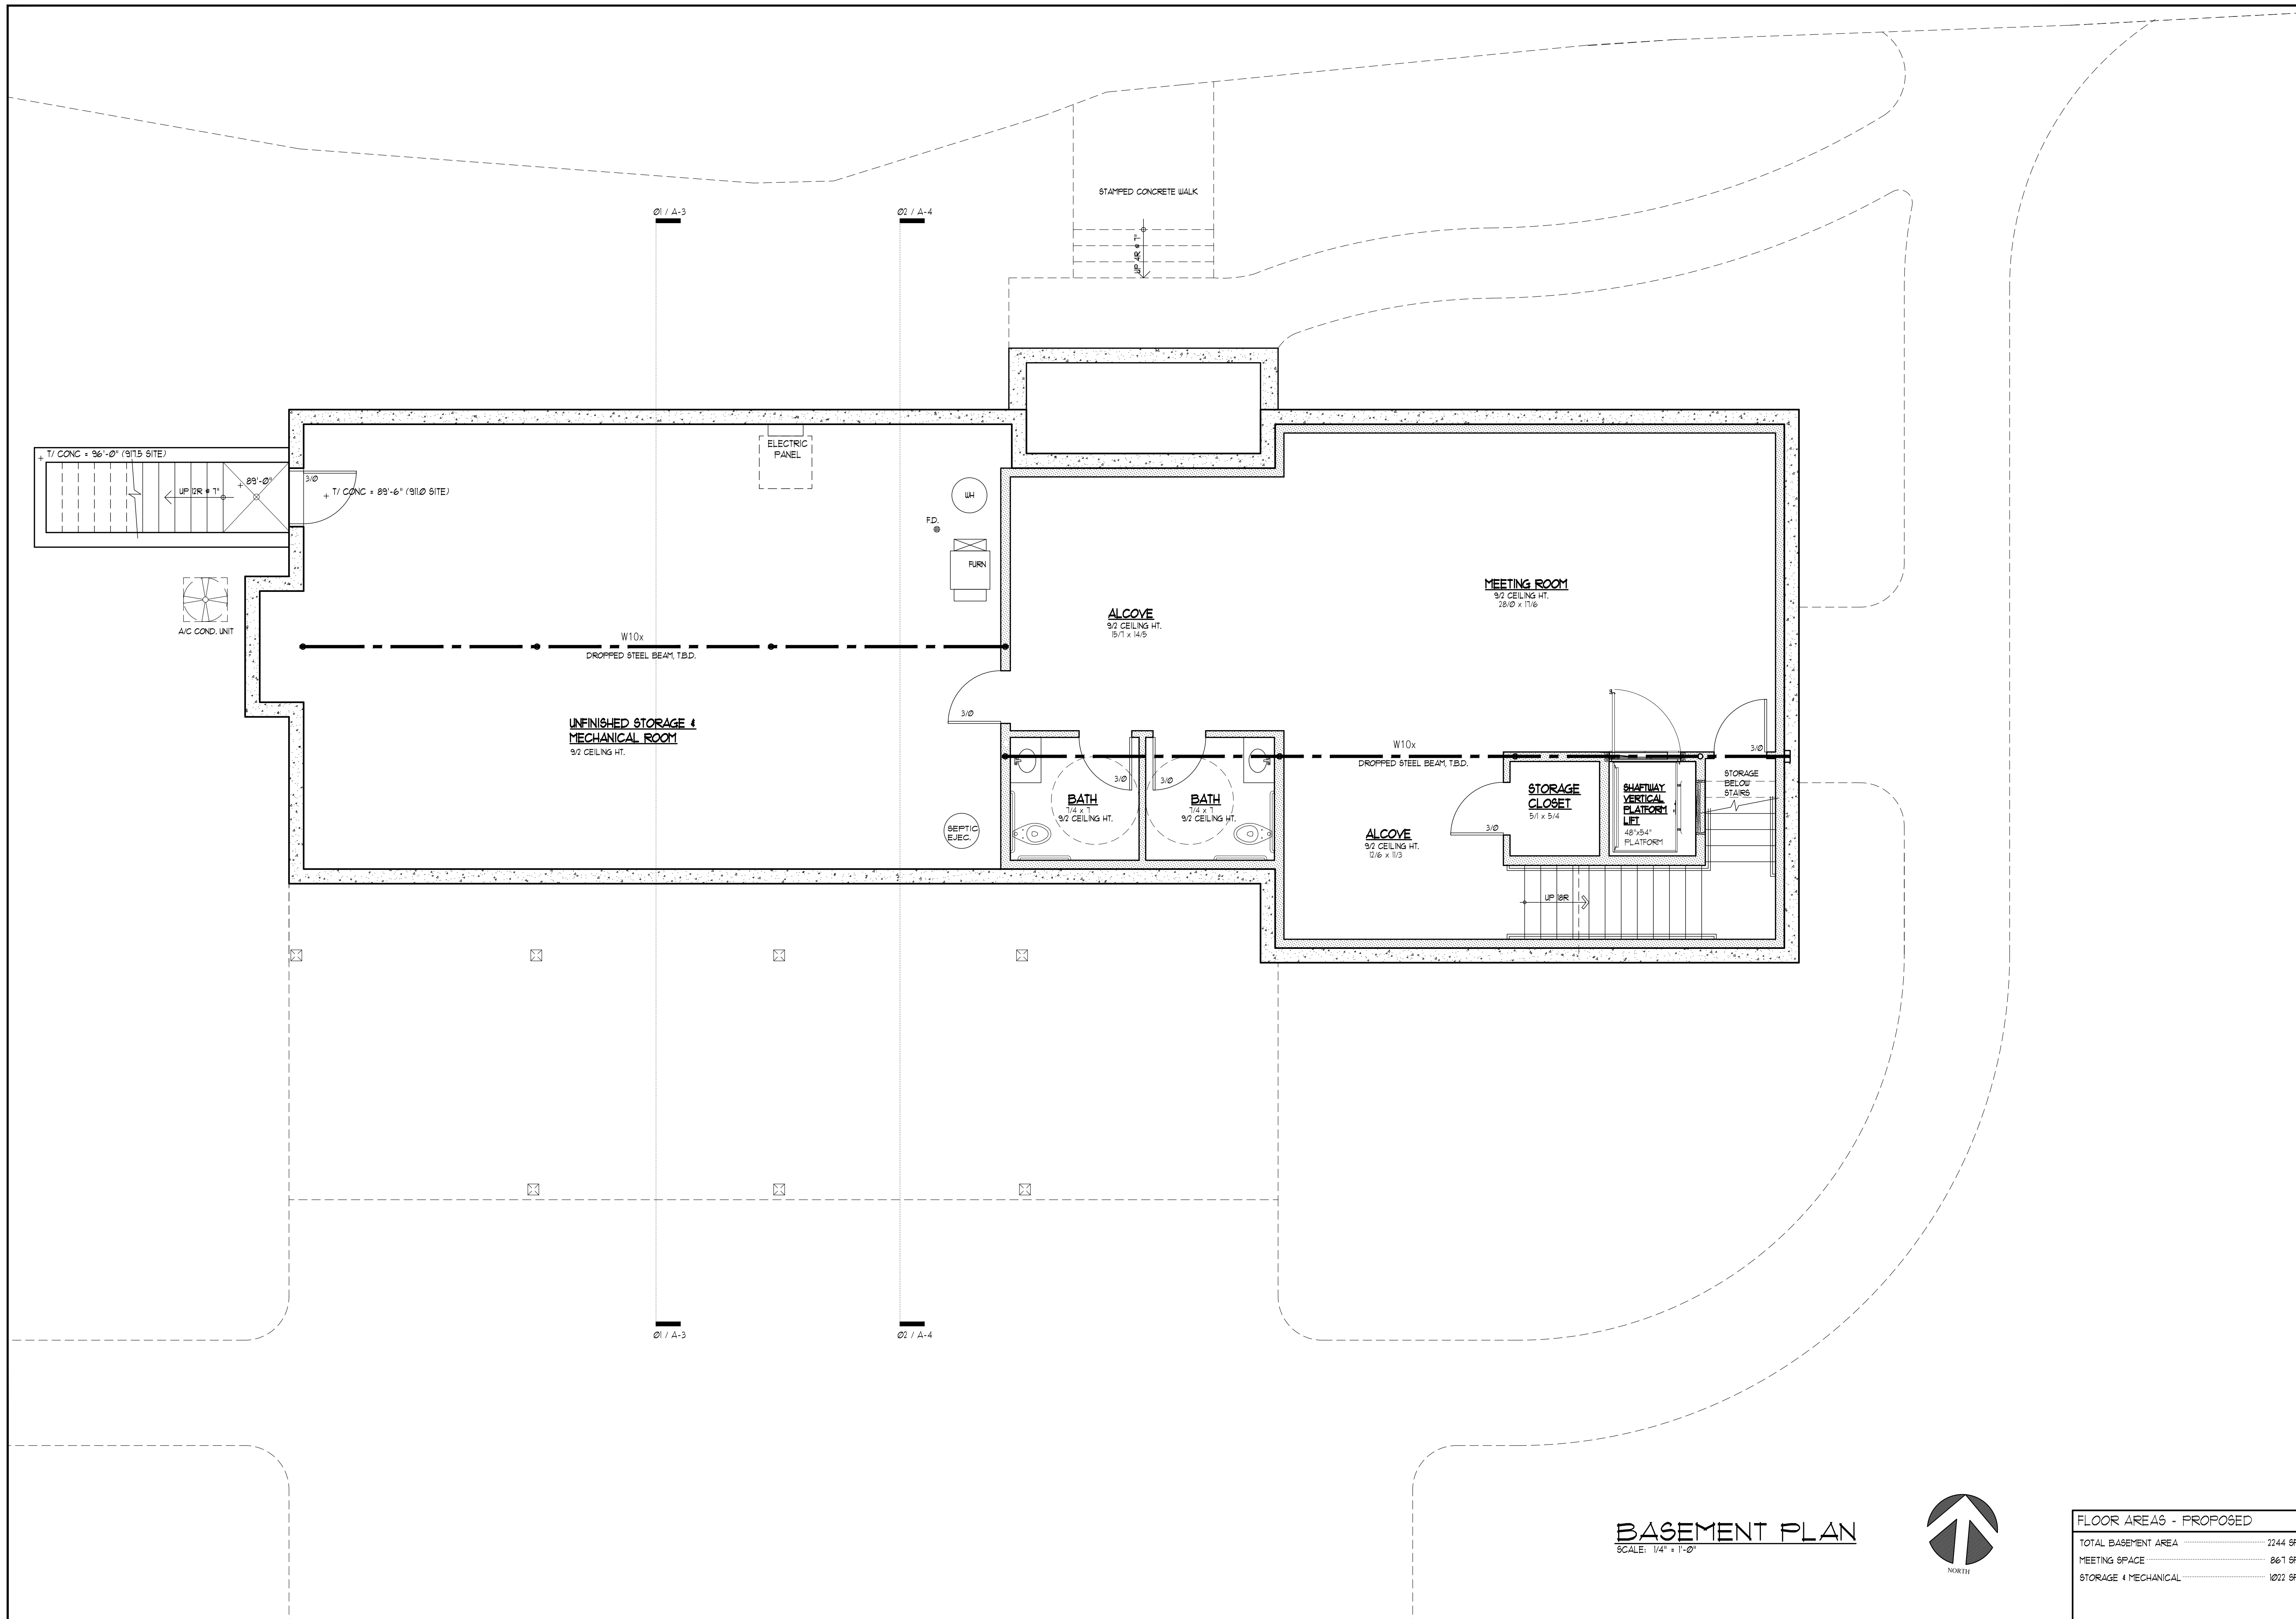 STAMPED CONCRETE WALK
Ø1 / A-3
Ø2 / A-4
UP 4R @ 7"
ELECTRIC
PANEL
T/ CONC = 96'-Ø" (917.5 SITE)
89'-Ø"
3/Ø
UP 12R @ 7"
T/ CONC = 89'-6" (911.Ø SITE)
WH
F.D.
FURN
MEETING ROOM
9/2 CEILING HT.
28/Ø x 17/6
ALCOVE
9/2 CEILING HT.
15/7 x 14/5
A/C COND. UNIT
W10x
DROPPED STEEL BEAM, T.B.D.
3/Ø
UNFINISHED STORAGE &
MECHANICAL ROOM
9/2 CEILING HT.
W10x
DROPPED STEEL BEAM, T.B.D.
3/Ø
3/Ø
3/Ø
BATH
7/4 x 7
9/2 CEILING HT.
BATH
7/4 x 7
9/2 CEILING HT.
STORAGE
CLOSET
5/1 x 5/4
SHAFTWAY
VERTICAL
PLATFORM
LIFT
48"x54"
PLATFORM
STORAGE
BELOW
STAIRS
SEPTIC
EJEC.
3/Ø
ALCOVE
9/2 CEILING HT.
12/6 x 11/3
UP 18R
Ø1 / A-3
Ø2 / A-4
BASEMENT PLAN
SCALE: 1/4" = 1'-Ø"
NORTH
FLOOR AREAS - PROPOSED
TOTAL BASEMENT AREA 2244 SF
MEETING SPACE 867 SF
STORAGE & MECHANICAL 1Ø22 SF